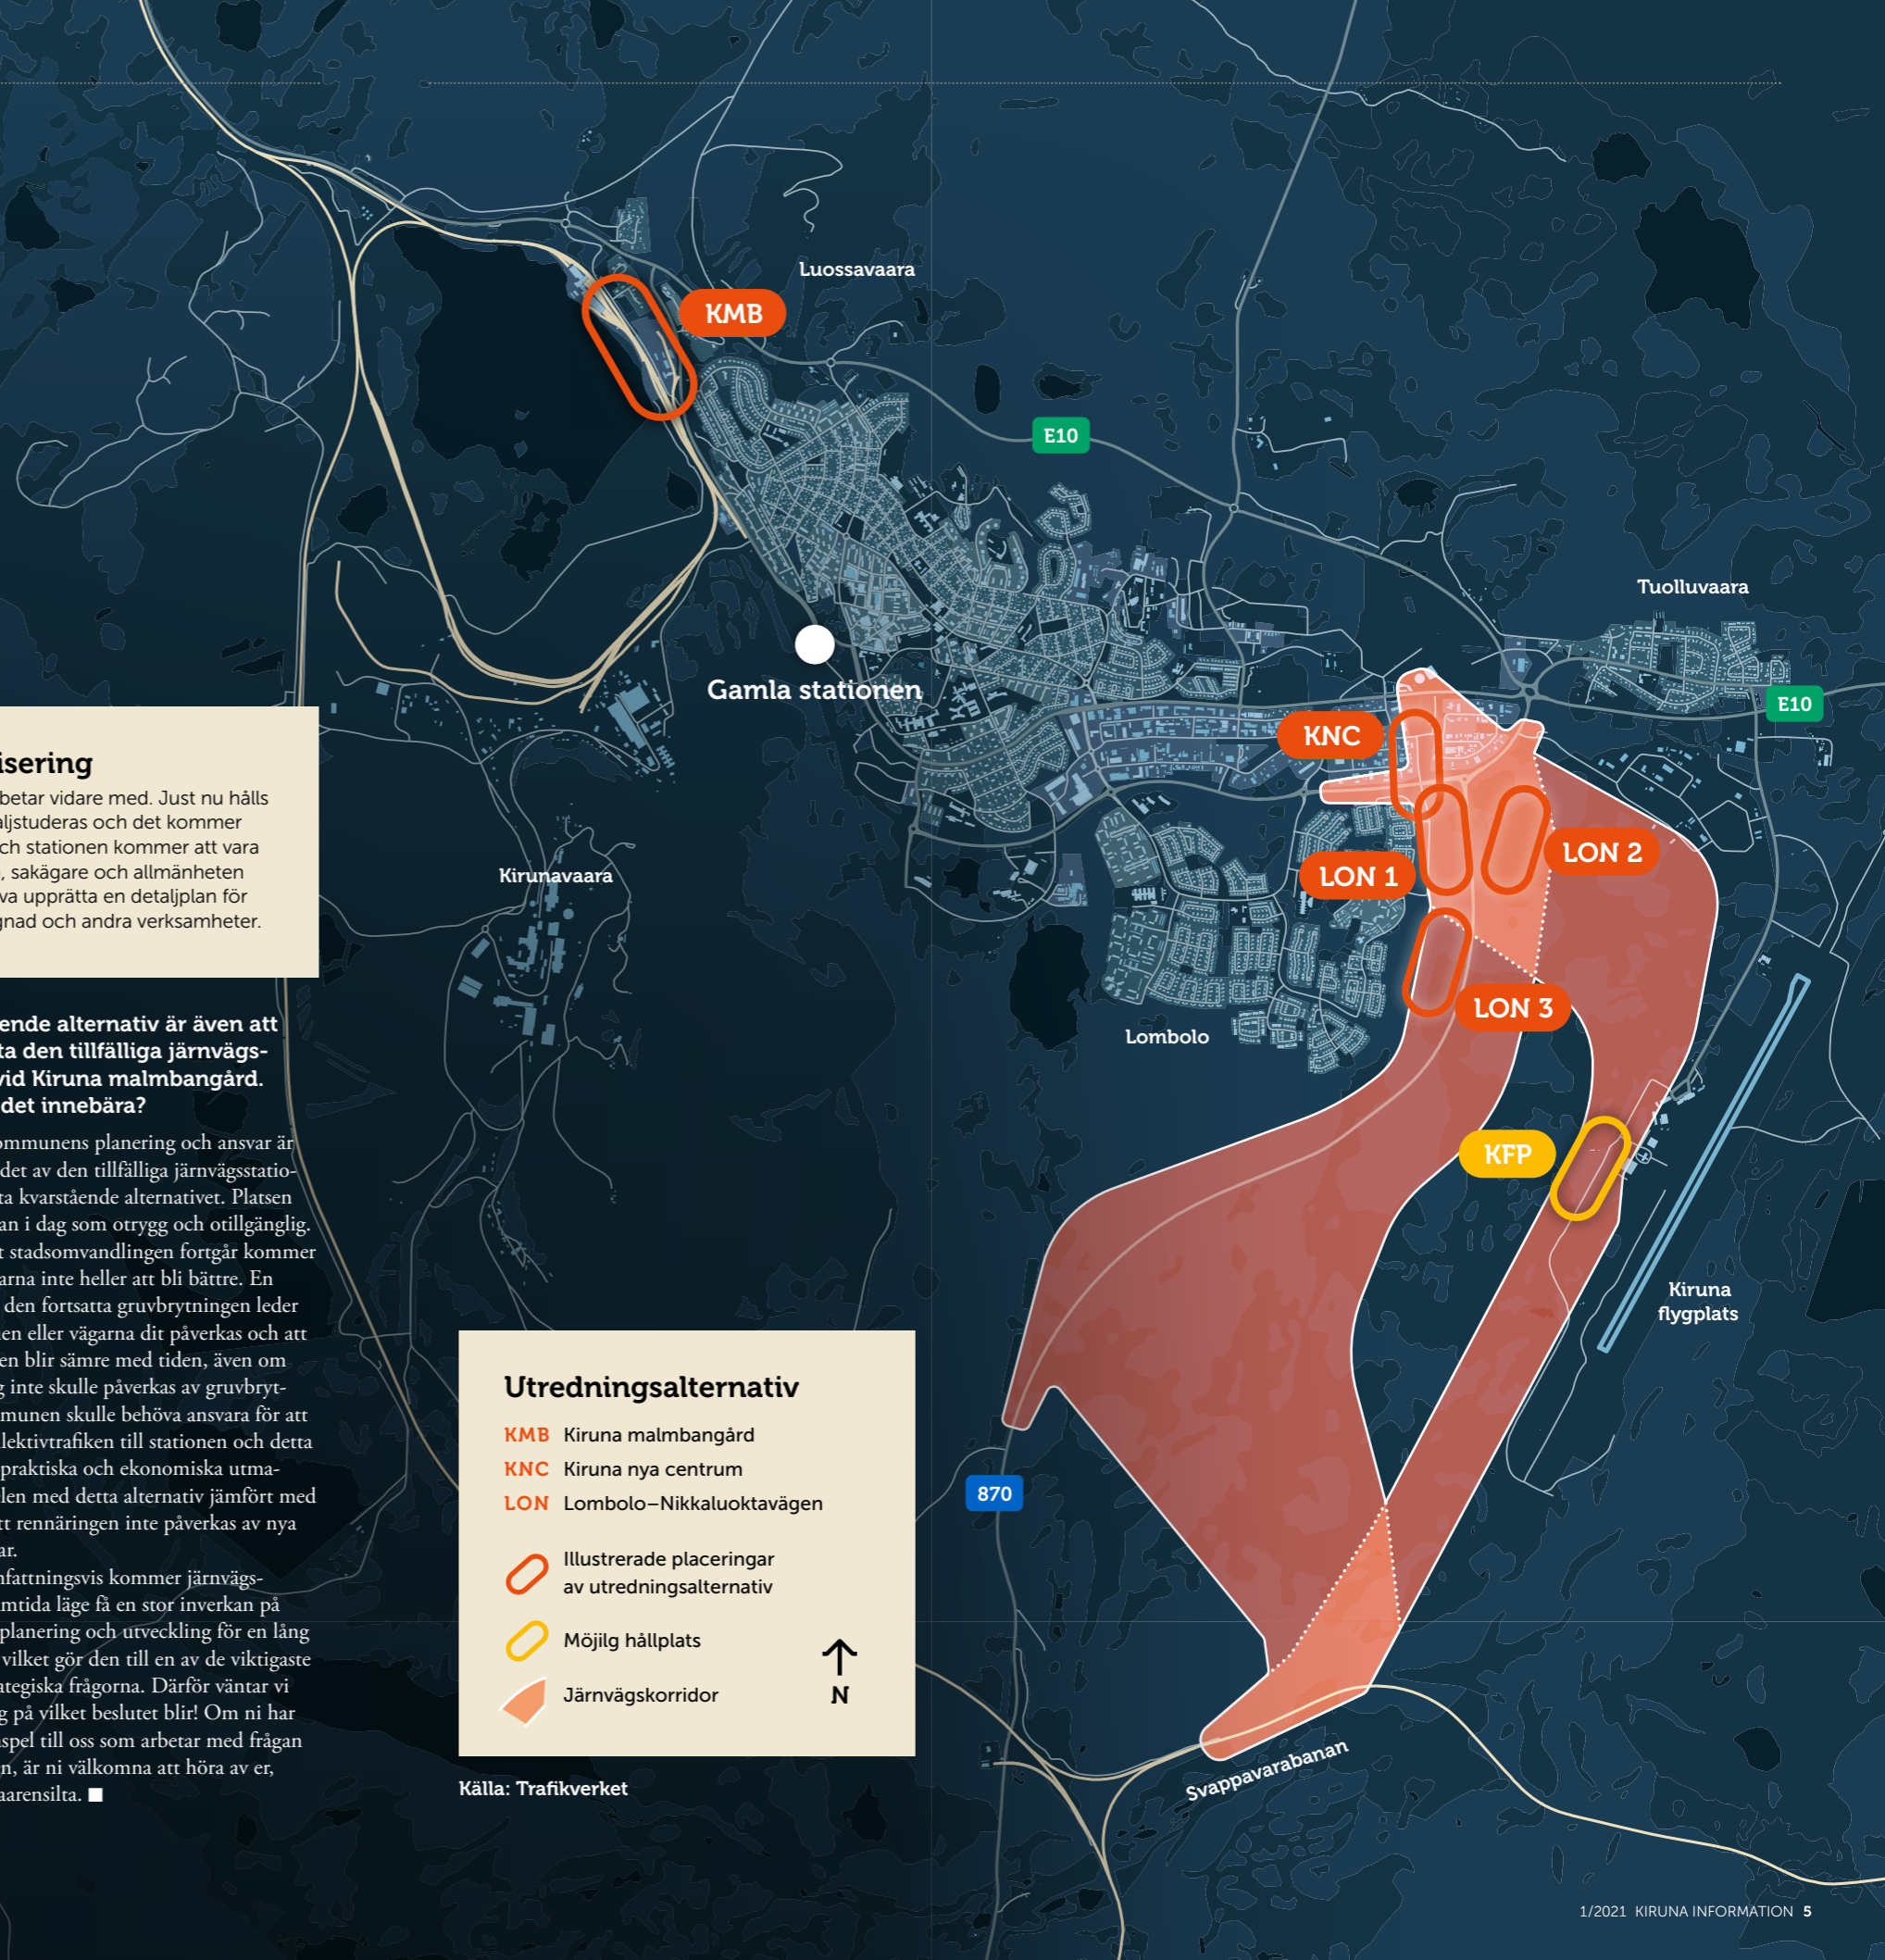 Luossavaara
KMB
E10
Tuolluvaara
Gamla stationen
E10
KNC
LON 2
LON 1
Kirunavaara
LON 3
Lombolo
KFP
Kiruna
flygplats
870
Svappavarabanan
isering
betar vidare med. Just nu hålls
aljstuderas och det kommer
ch stationen kommer att vara
, sakägare och allmänheten
va upprätta en detaljplan för
gnad och andra verksamheter.
ende alternativ är även att
ta den tillfälliga järnvägs-
vid Kiruna malmbangård.
det innebära?
ommunens planering och ansvar är
det av den tillfälliga järnvägsstatio-
ta kvarstående alternativet. Platsen
an i dag som otrygg och otillgänglig.
t stadsomvandlingen fortgår kommer
arna inte heller att bli bättre. En
den fortsatta gruvbrytningen leder
en eller vägarna dit påverkas och att
en blir sämre med tiden, även om
g inte skulle påverkas av gruvbryt-
munen skulle behöva ansvara för att
lektivtrafiken till stationen och detta
praktiska och ekonomiska utma-
len med detta alternativ jämfört med
tt rennäringen inte påverkas av nya
ar.
nfattningsvis kommer järnvägs-
mtida läge få en stor inverkan på
planering och utveckling för en lång
vilket gör den till en av de viktigaste
ategiska frågorna. Därför väntar vi
g på vilket beslutet blir! Om ni har
spel till oss som arbetar med frågan
n, är ni välkomna att höra av er,
aarensilta.
Utredningsalternativ
KMB Kiruna malmbangård
KNC Kiruna nya centrum
LON Lombolo–Nikkaluoktavägen
Illustrerade placeringar
av utredningsalternativ
Möjilg hållplats
Järnvägskorridor
N
Källa: Trafikverket
1/2021 KIRUNA INFORMATION 5